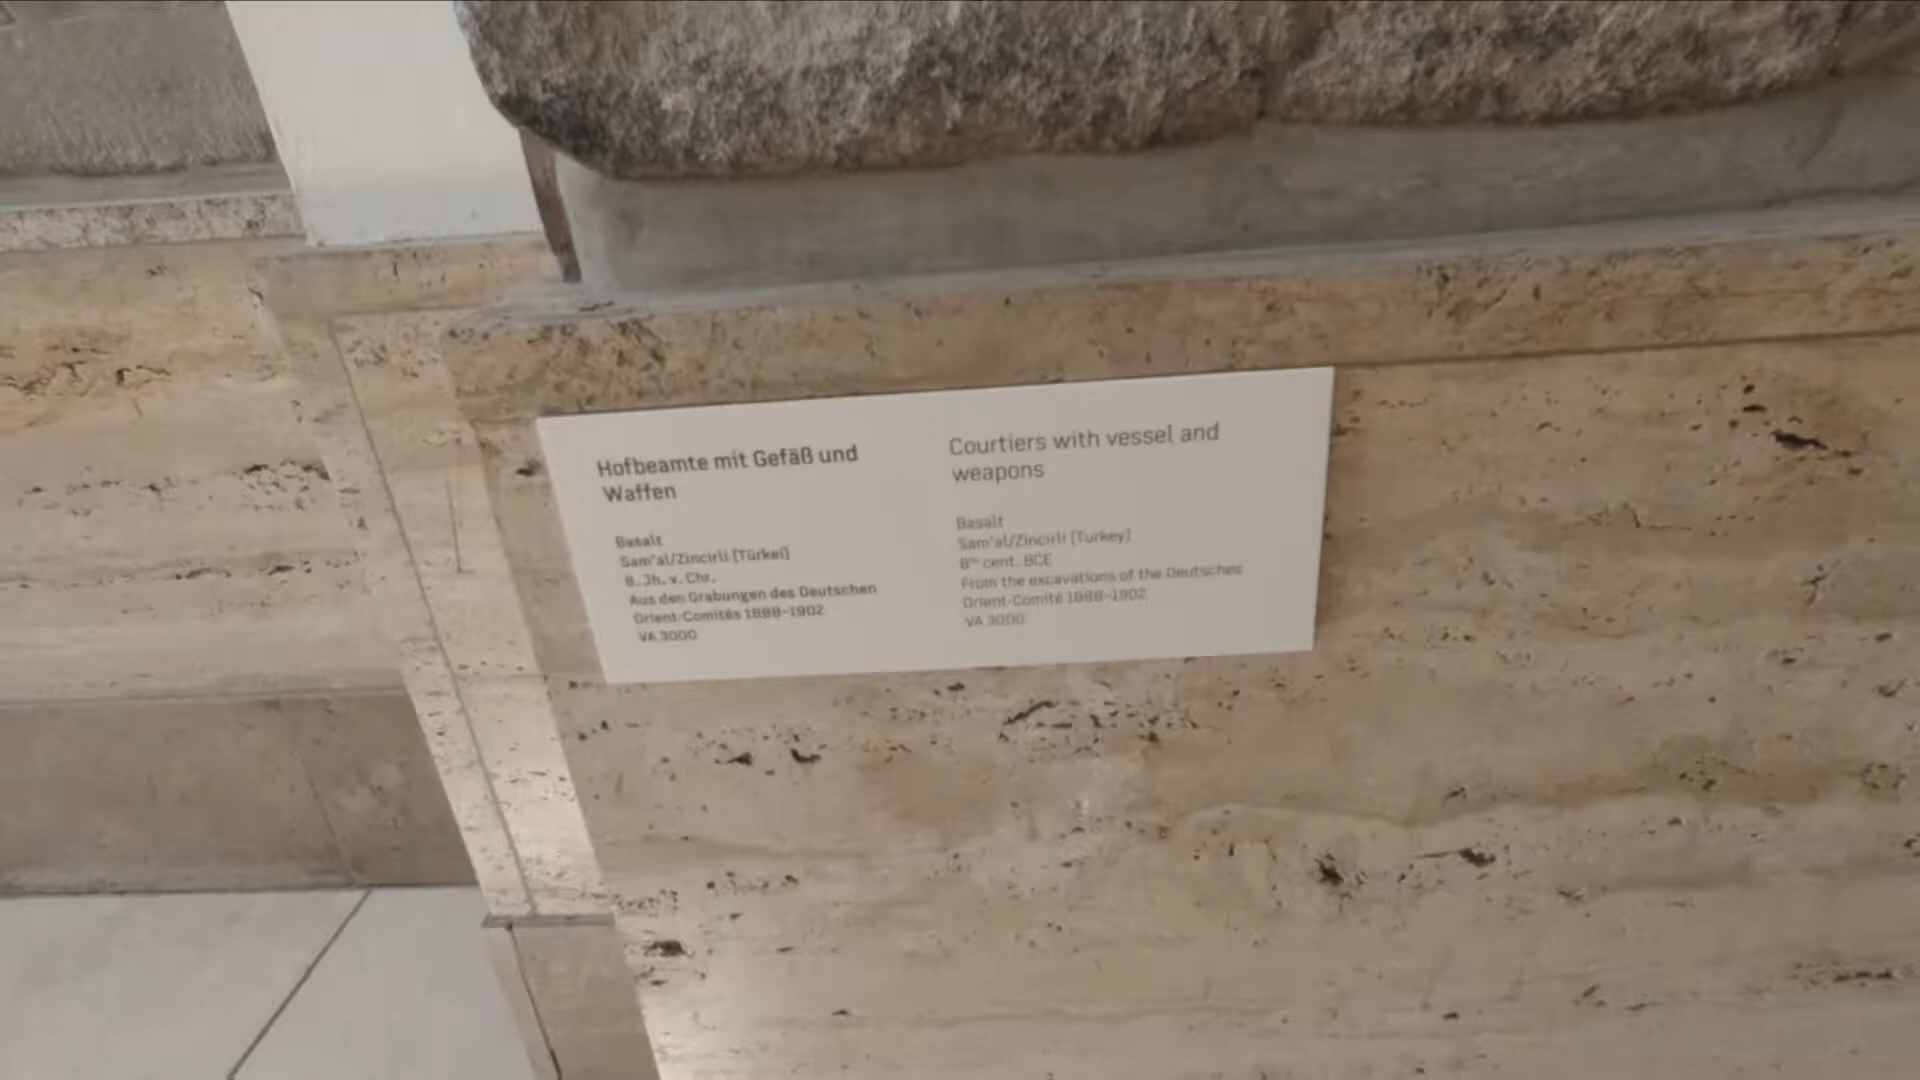 Hofbeamte mit Gefäß und
Waffen
Basalt
Sam'al/Zincirli (Türkei)
8. Jh. v. Chr.
Aus den Grabungen des Deutschen
Orient-Comités 1888–1902
VA 3000
Courtiers with vessel and
weapons
Basalt
Sam'al/Zincirli (Turkey)
8th cent. BCE
From the excavations of the Deutsches
Orient-Comité 1888–1902
VA 3000